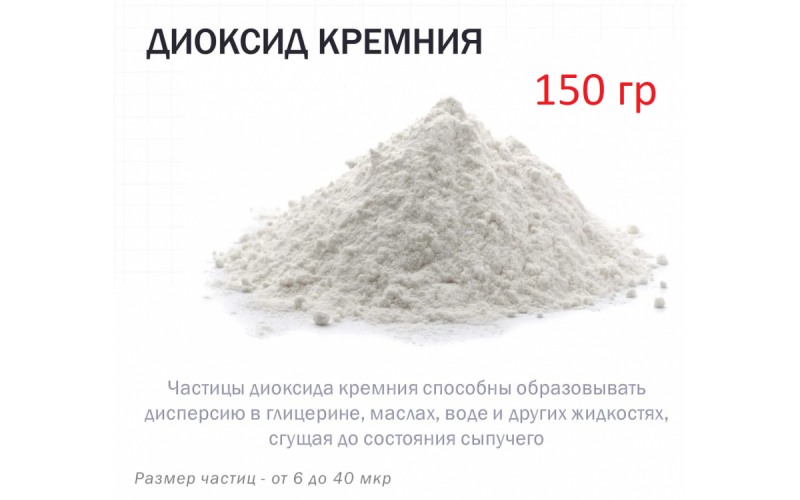 ДИОКСИД КРЕМНИЯ
150 гр
Частицы диоксида кремния способны образовывать
дисперсию в глицерине, маслах, воде и других жидкостях,
сгущая до состояния сыпучего
Размер частиц - от 6 до 40 мкр